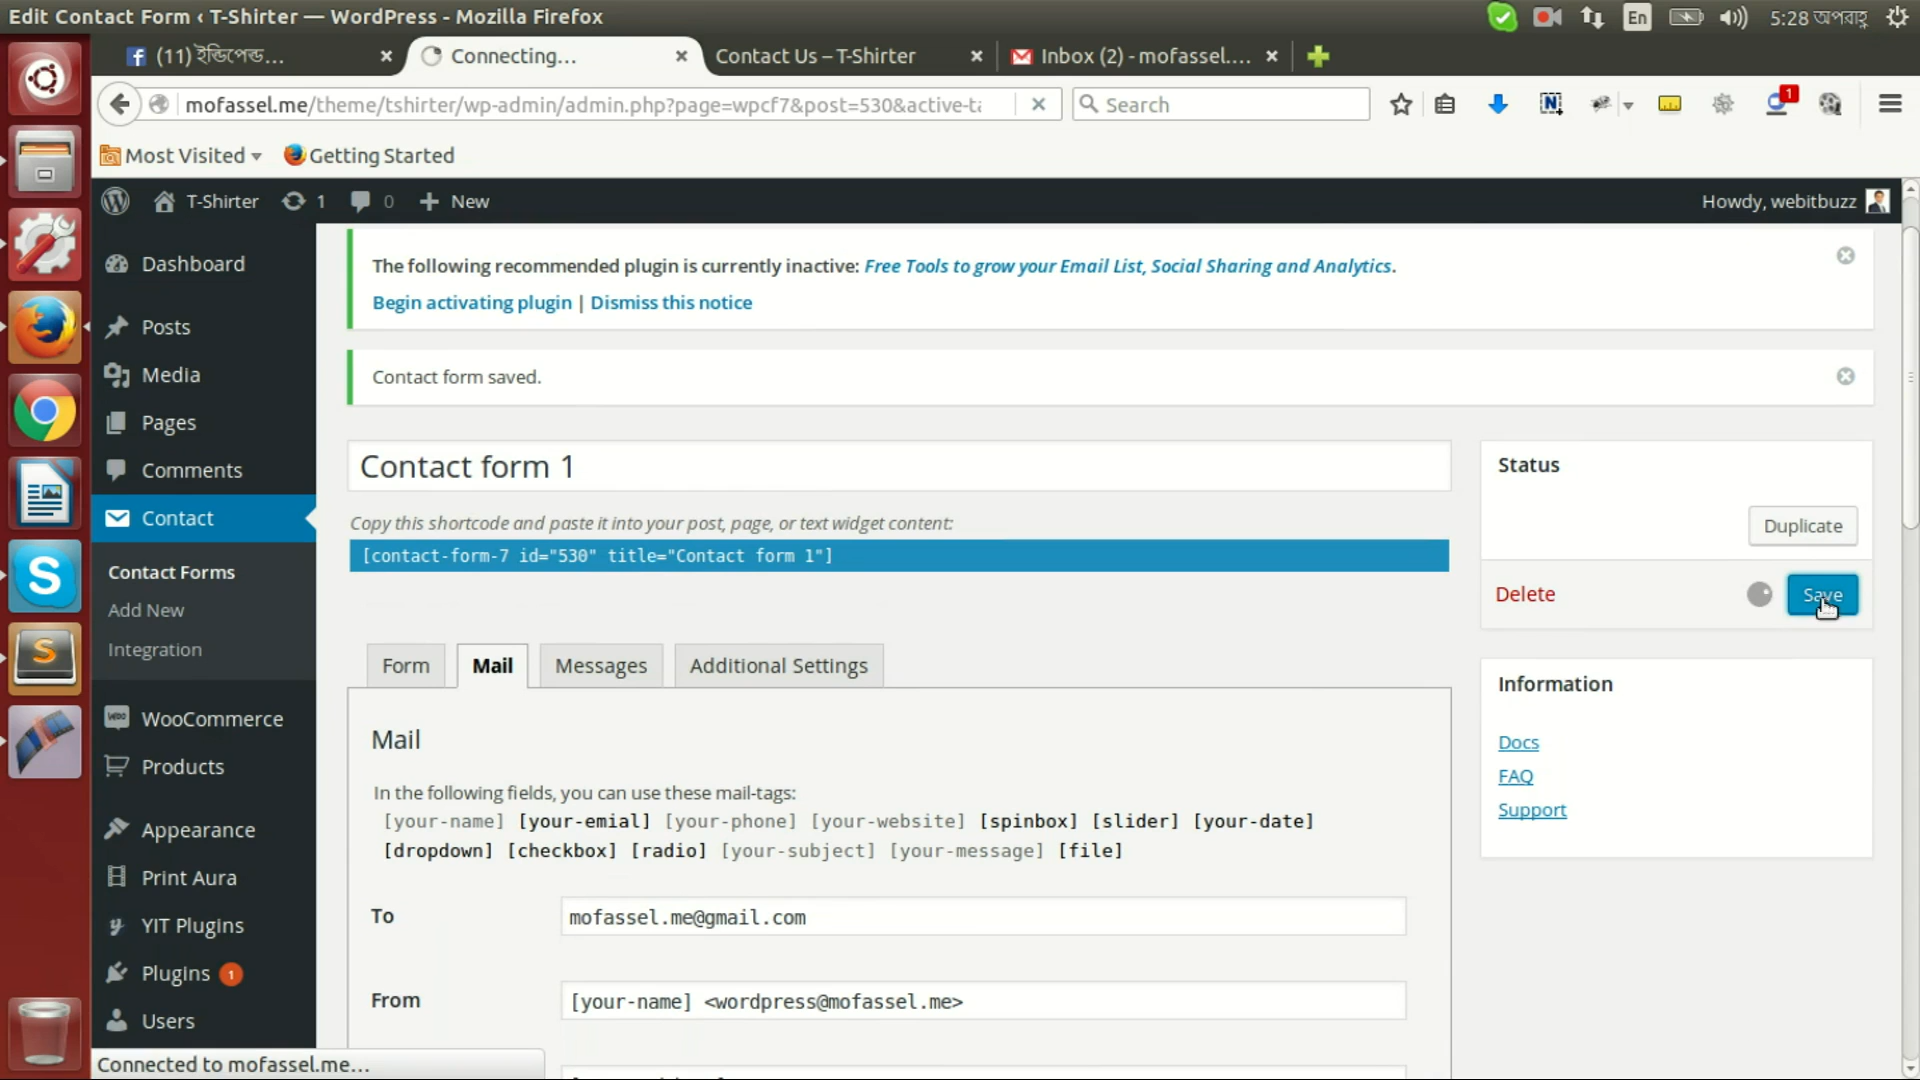 Edit Contact Form ‹ T-Shirter — WordPress - Mozilla Firefox
En
5:28 অপরাহ্ণ
(11) ইন্ডিপেন্ড...
Connecting...
Contact Us – T-Shirter
Inbox (2) - mofassel....
mofassel.me/theme/tshirter/wp-admin/admin.php?page=wpcf7&post=530&active-ta
Search
1
Most Visited
Getting Started
T-Shirter
1
0
New
Howdy, webitbuzz
Dashboard
Posts
Media
Pages
Comments
Contact
Contact Forms
Add New
Integration
WooCommerce
Products
Appearance
Print Aura
YIT Plugins
Plugins 1
Users
The following recommended plugin is currently inactive: Free Tools to grow your Email List, Social Sharing and Analytics.
Begin activating plugin | Dismiss this notice
Contact form saved.
Contact form 1
Copy this shortcode and paste it into your post, page, or text widget content:
[contact-form-7 id="530" title="Contact form 1"]
Status
Duplicate
Delete
Save
Form
Mail
Messages
Additional Settings
Information
Docs
FAQ
Support
Mail
In the following fields, you can use these mail-tags:
[your-name] [your-emial] [your-phone] [your-website] [spinbox] [slider] [your-date]
[dropdown] [checkbox] [radio] [your-subject] [your-message] [file]
To
mofassel.me@gmail.com
From
[your-name] <wordpress@mofassel.me>
Connected to mofassel.me...